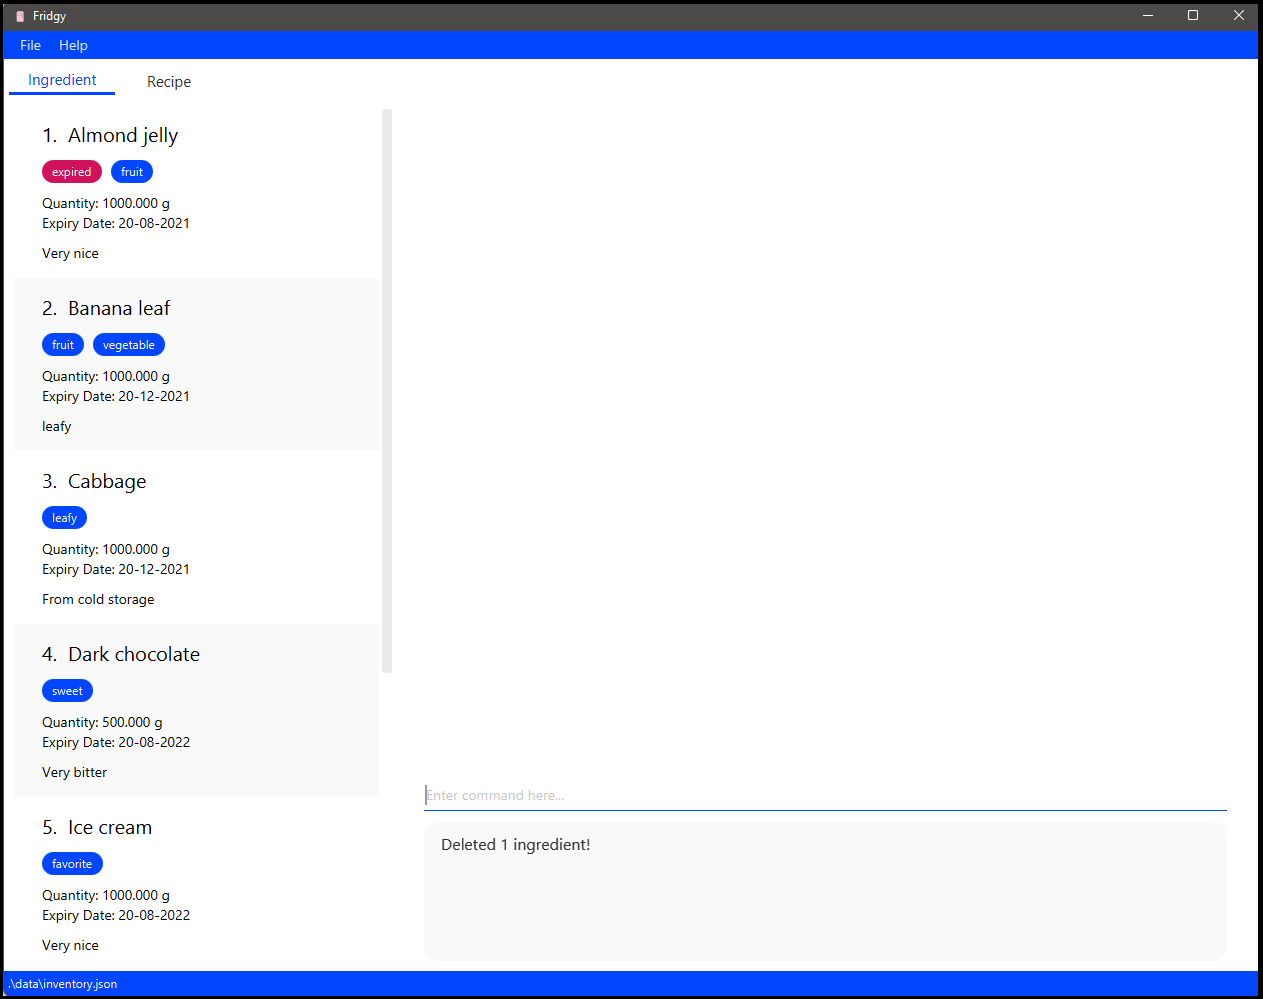 Fridgy
File Help
Ingredient Recipe
1. Almond jelly
expired fruit
Quantity: 1000.000 g
Expiry Date: 20-08-2021
Very nice
2. Banana leaf
fruit vegetable
Quantity: 1000.000 g
Expiry Date: 20-12-2021
leafy
3. Cabbage
leafy
Quantity: 1000.000 g
Expiry Date: 20-12-2021
From cold storage
4. Dark chocolate
sweet
Quantity: 500.000 g
Expiry Date: 20-08-2022
Very bitter
5. Ice cream
favorite
Quantity: 1000.000 g
Expiry Date: 20-08-2022
Very nice
Enter command here...
Deleted 1 ingredient!
.\data\inventory.json